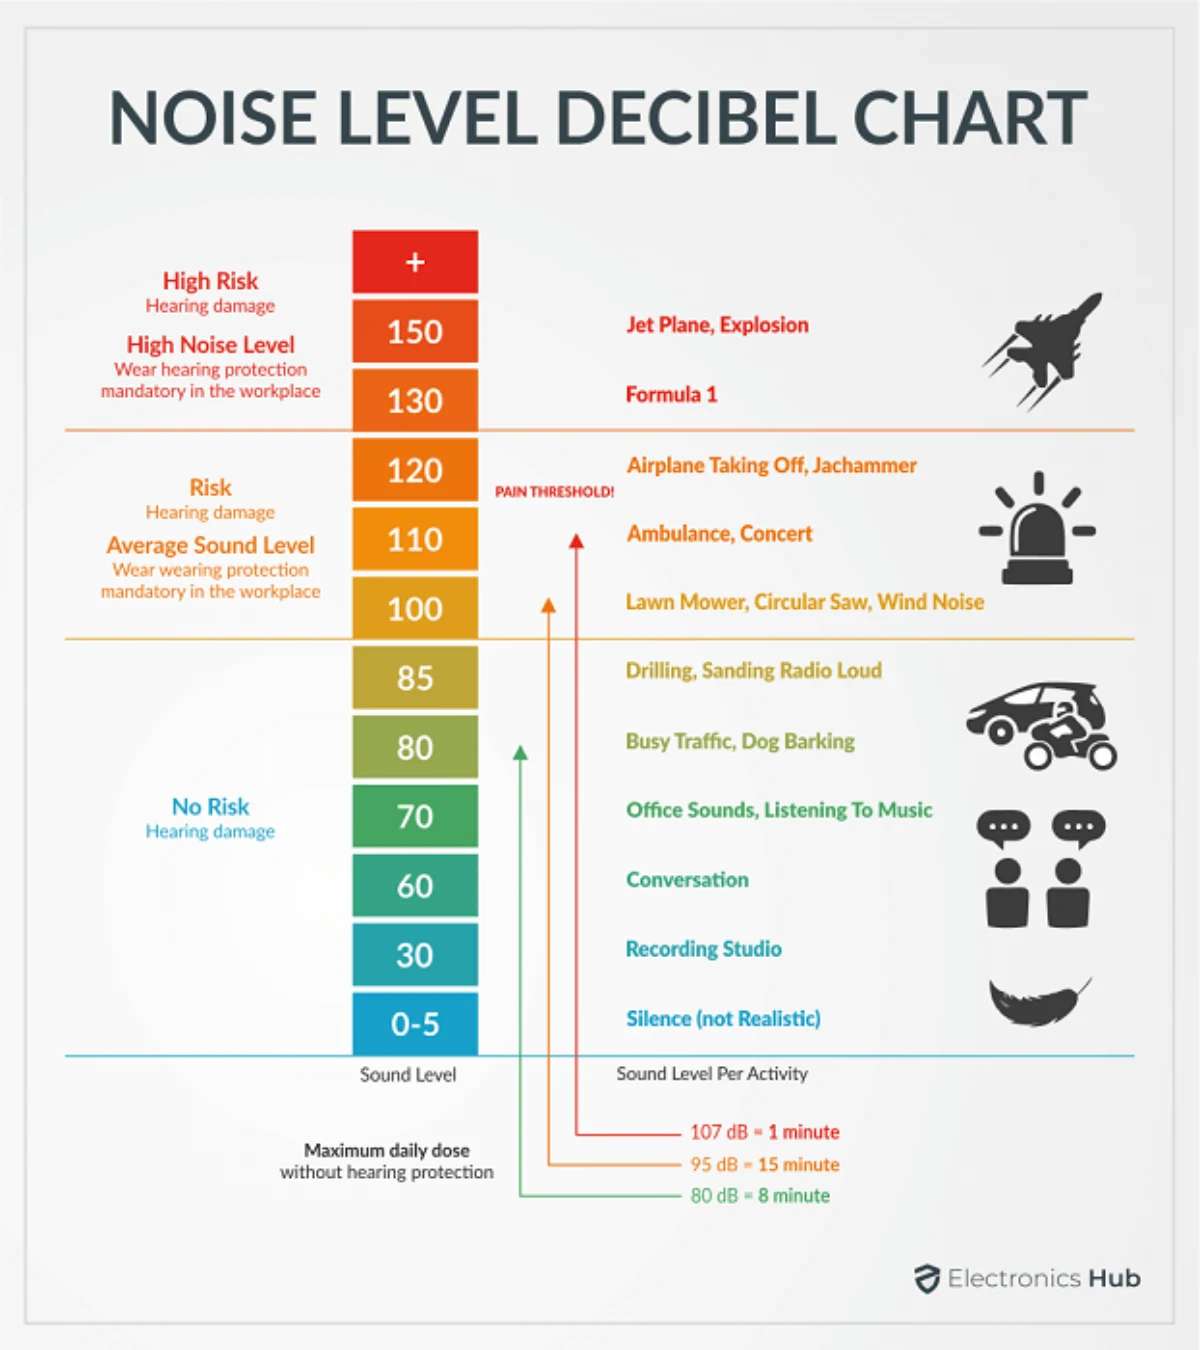 NOISE LEVEL DECIBEL CHART
+
High Risk
Hearing damage
High Noise Level
Wear hearing protection
mandatory in the workplace
150
Jet Plane, Explosion
130
Formula 1
120
Airplane Taking Off, Jachammer
PAIN THRESHOLD!
Risk
Hearing damage
Average Sound Level
Wear wearing protection
mandatory in the workplace
110
Ambulance, Concert
100
Lawn Mower, Circular Saw, Wind Noise
85
Drilling, Sanding Radio Loud
80
Busy Traffic, Dog Barking
No Risk
Hearing damage
70
Office Sounds, Listening To Music
60
Conversation
30
Recording Studio
0-5
Silence (not Realistic)
Sound Level
Sound Level Per Activity
Maximum daily dose
without hearing protection
107 dB = 1 minute
95 dB = 15 minute
80 dB = 8 minute
Electronics Hub